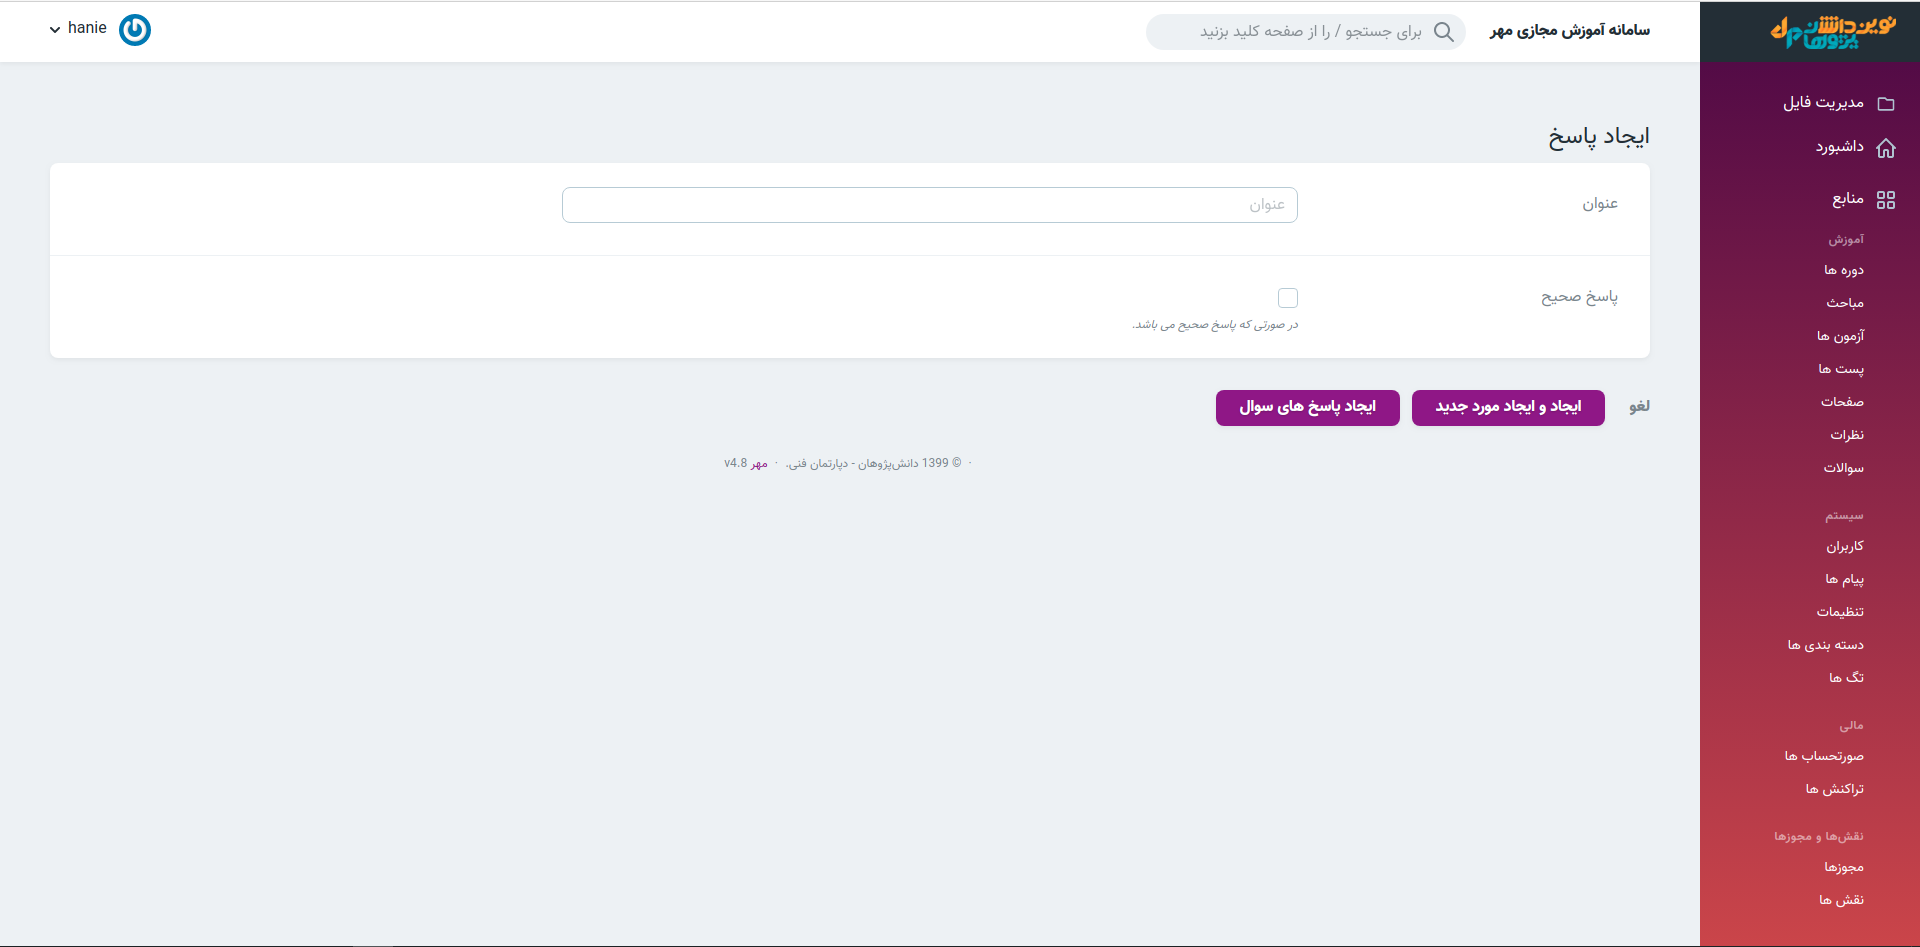 نوین دانش
پژوهان
سامانه آموزش مجازی مهر
برای جستجو / را از صفحه کلید بزنید
hanie
مدیریت فایل
داشبورد
منابع
آموزش
دوره ها
مباحث
آزمون ها
پست ها
صفحات
نظرات
سوالات
سیستم
کاربران
پیام ها
تنظیمات
دسته بندی ها
تگ ها
مالی
صورتحساب ها
تراکنش ها
نقش‌ها و مجوزها
مجوزها
نقش ها
ایجاد پاسخ
عنوان
عنوان
پاسخ صحیح
در صورتی که پاسخ صحیح می باشد.
لغو
ایجاد و ایجاد مورد جدید
ایجاد پاسخ های سوال
· © 1399 دانش‌پژوهان - دپارتمان فنی. · مهر v4.8